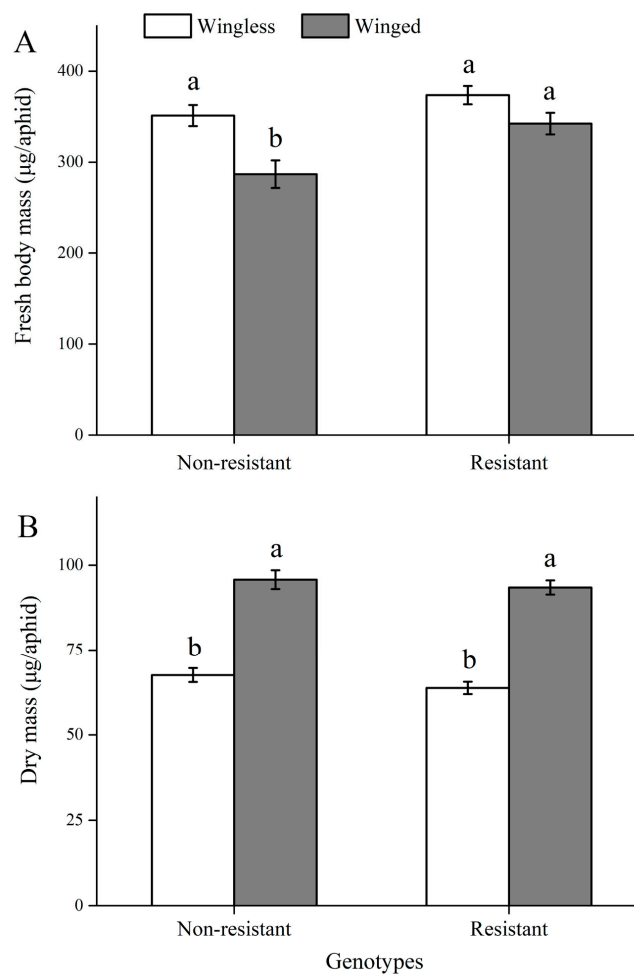 A
Wingless
Winged
Fresh body mass (μg/aphid)
400
300
200
100
0
a
b
a
a
Non-resistant
Resistant
B
Dry mass (μg/aphid)
100
75
50
25
0
b
a
b
a
Non-resistant
Resistant
Genotypes